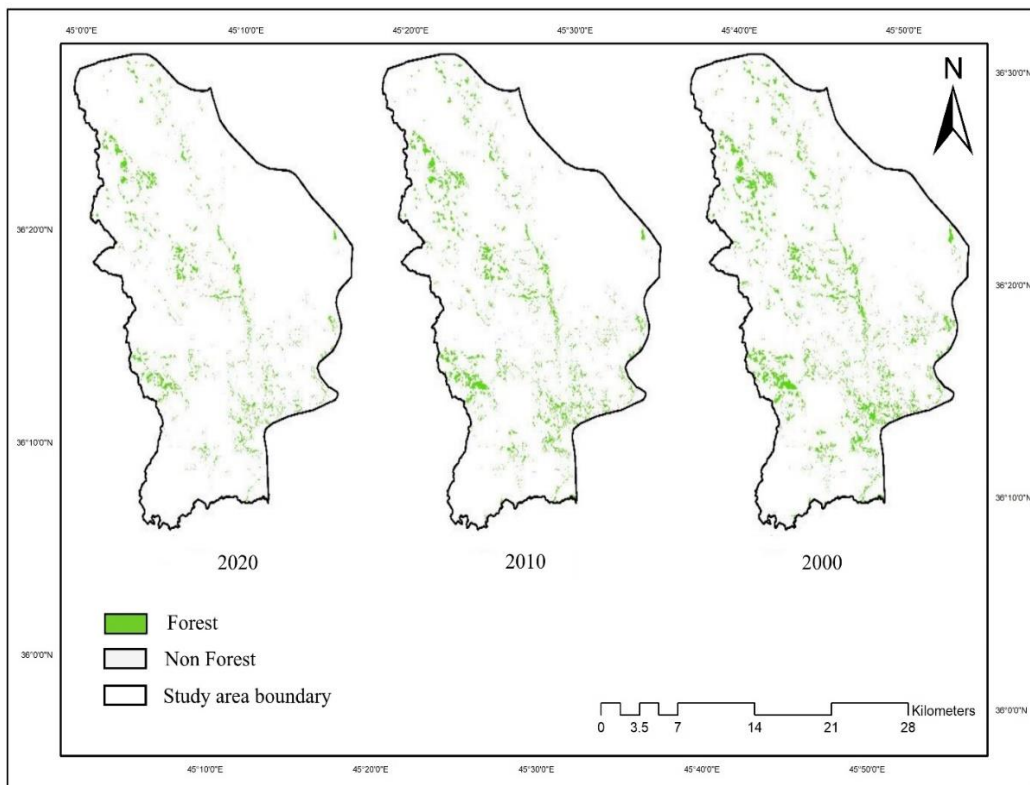 45°0'0"E 45°10'0"E 45°20'0"E 45°30'0"E 45°40'0"E 45°50'0"E
N
36°30'0"N
36°20'0"N
36°20'0"N
36°10'0"N
36°10'0"N
2020 2010 2000
Forest
Non Forest
Study area boundary
36°0'0"N
36°0'0"N
Kilometers
0 3.5 7 14 21 28
45°10'0"E 45°20'0"E 45°30'0"E 45°40'0"E 45°50'0"E